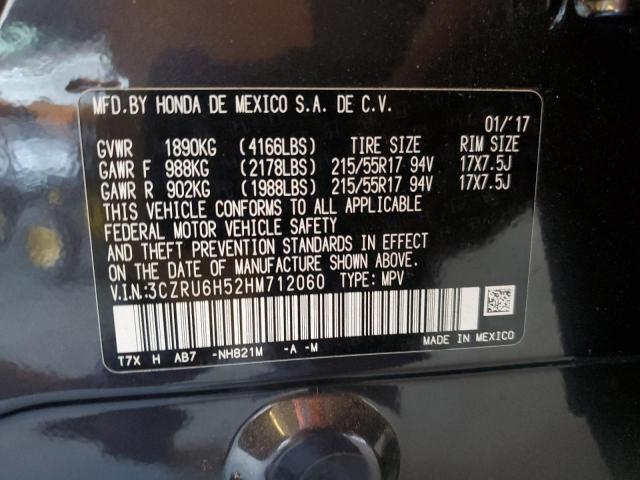 MFD.BY HONDA DE MEXICO S.A. DE C.V.
01/'17
GVWR 1890KG (4166LBS) TIRE SIZE RIM SIZE
GAWR F 988KG (2178LBS) 215/55R17 94V 17X7.5J
GAWR R 902KG (1988LBS) 215/55R17 94V 17X7.5J
THIS VEHICLE CONFORMS TO ALL APPLICABLE
FEDERAL MOTOR VEHICLE SAFETY
AND THEFT PREVENTION STANDARDS IN EFFECT
ON THE DATE OF MANUFACTURE SHOWN ABOVE.
V.I.N:3CZRU6H52HM712060 TYPE: MPV
T7X H AB7 -NH821M -A -M MADE IN MEXICO